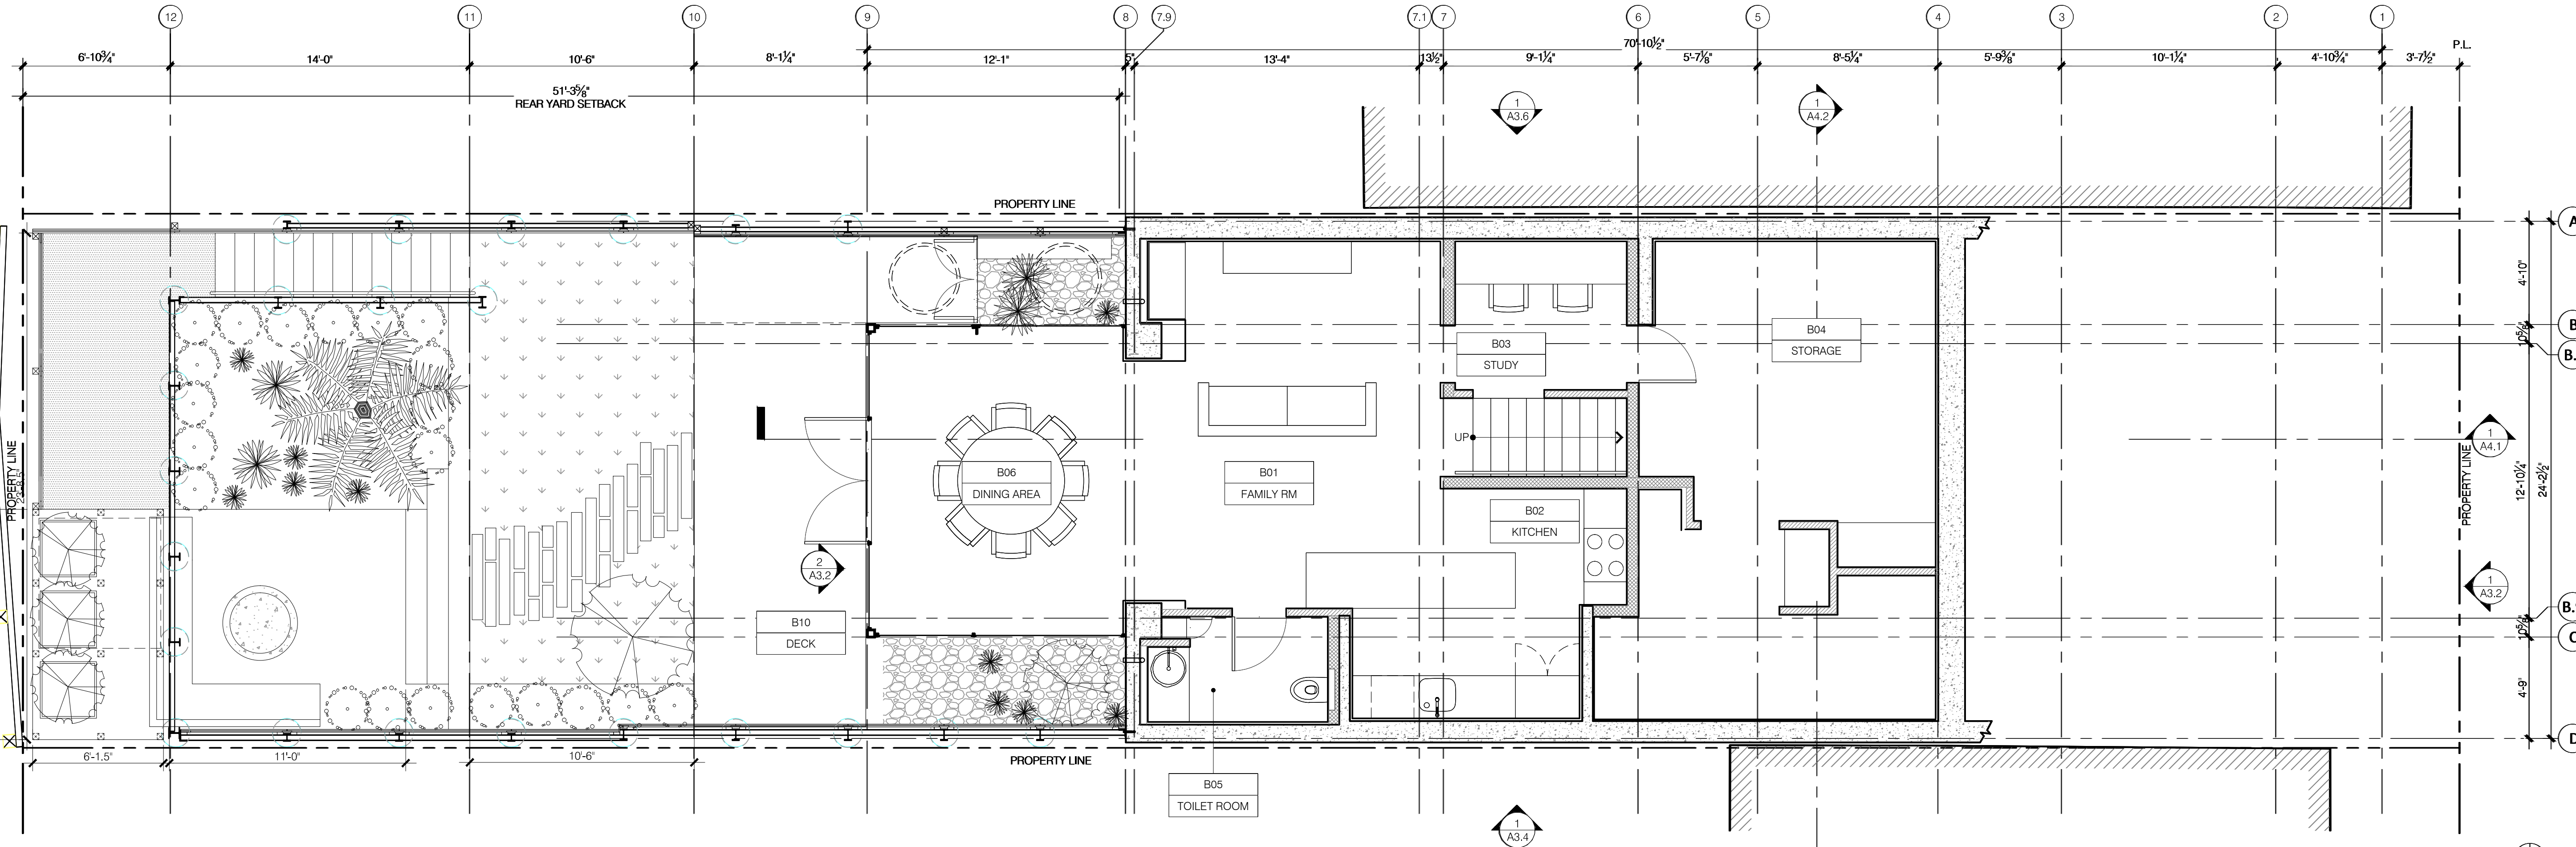 12
11
10
9
8
7.9
7.1
7
6
5
4
3
2
1
70'-10½"
P.L.
6'-10¾"
14'-0"
10'-6"
8'-1¼"
12'-1"
5"
13'-4"
13½"
9'-1¼"
5'-7⅞"
8'-5¼"
5'-9⅜"
10'-1¼"
4'-10¾"
3'-7½"
51'-3⅝"
REAR YARD SETBACK
1
A3.6
1
A4.2
PROPERTY LINE
A
4'-10"
B
10⅝"
B.
B04
STORAGE
B03
STUDY
UP
1
A4.1
PROPERTY LINE
PROPERTY LINE
12'-10¼"
24'-2½"
B06
DINING AREA
B01
FAMILY RM
B02
KITCHEN
2
A3.2
1
A3.2
B.
10⅝"
C
B10
DECK
4'-9"
D
6'-1.5"
11'-0"
10'-6"
PROPERTY LINE
B05
TOILET ROOM
1
A3.4